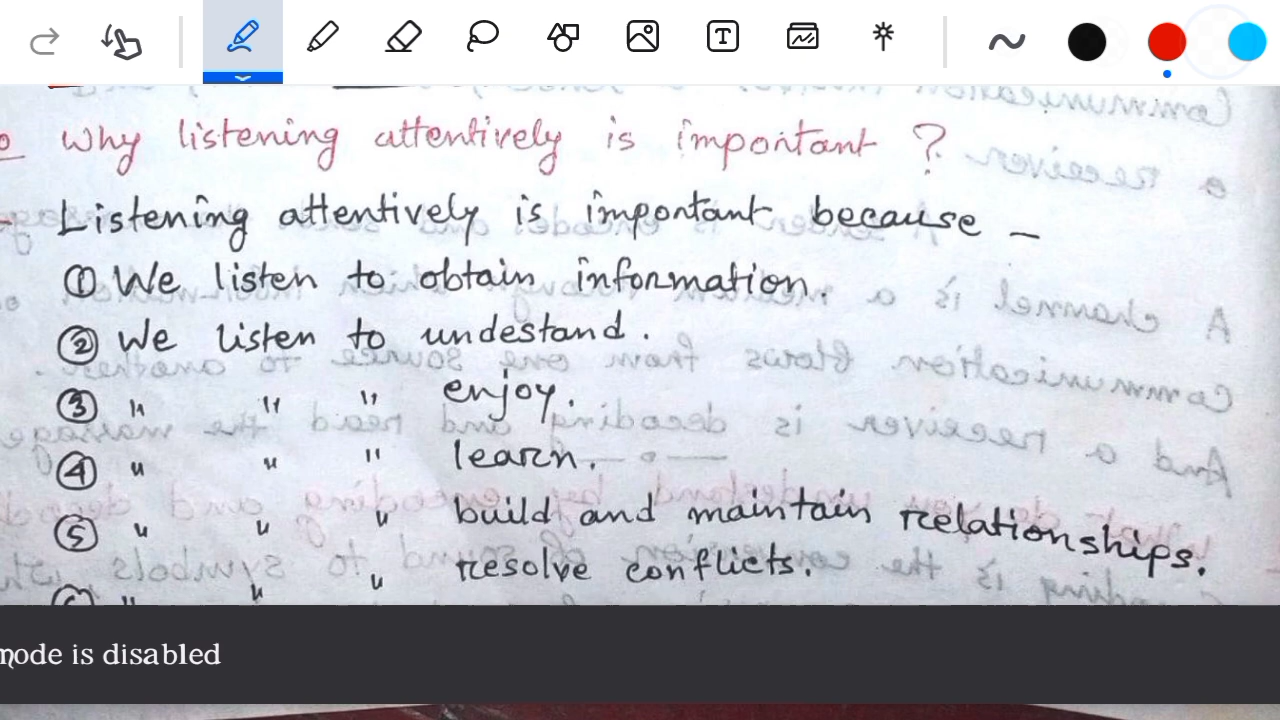 Why listening attentively is important ?
Listening attentively is important because –
① We listen to obtain information.
② We listen to undestand.
③ " " " enjoy.
④ " " " learn.
⑤ " " " build and maintain relationships.
" " " resolve conflicts.
mode is disabled